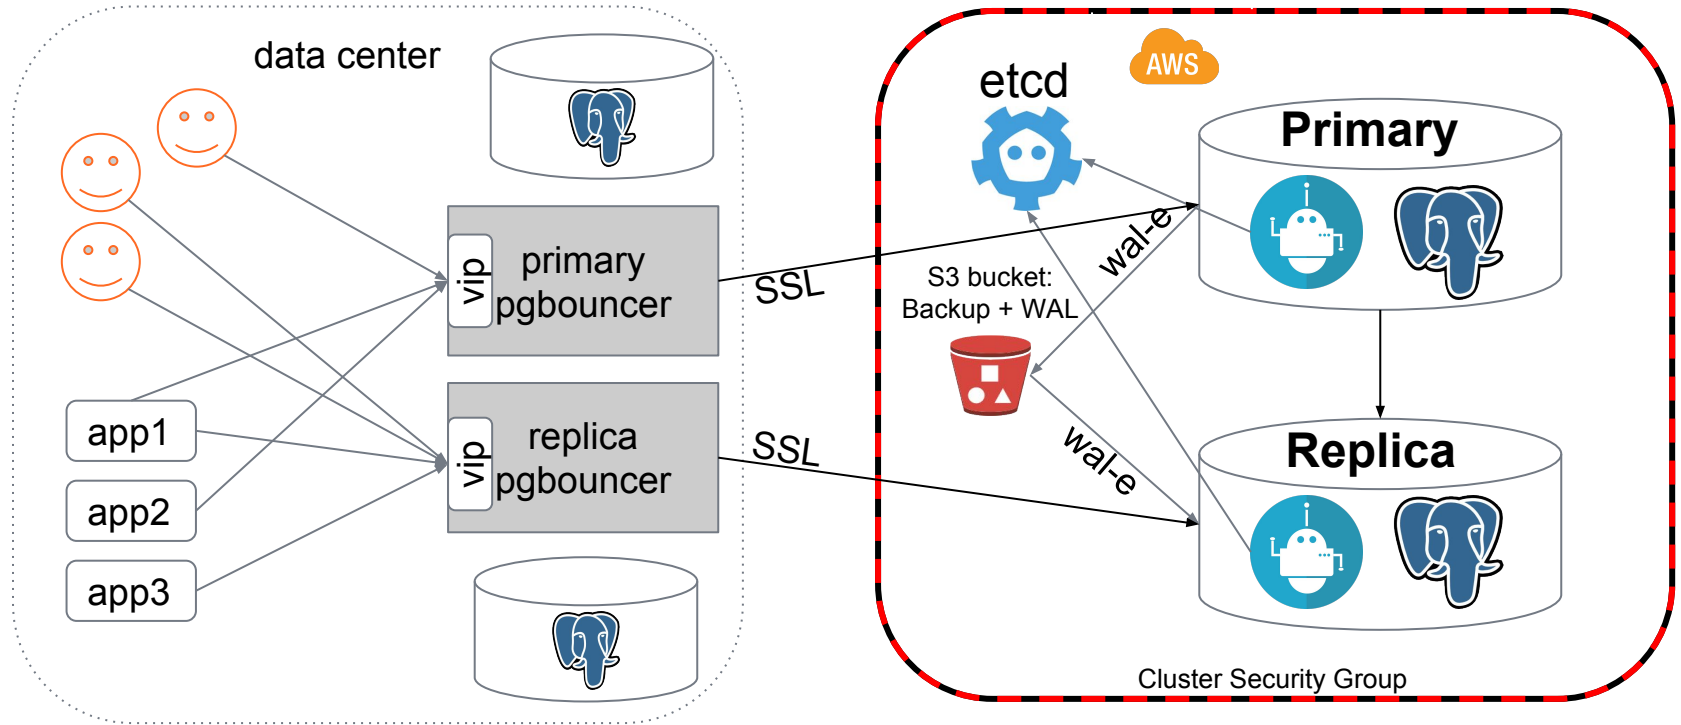 data center
vip
primary
pgbouncer
vip
replica
pgbouncer
app1
app2
app3
SSL
SSL
AWS
etcd
Primary
wal-e
S3 bucket:
Backup + WAL
wal-e
Replica
Cluster Security Group